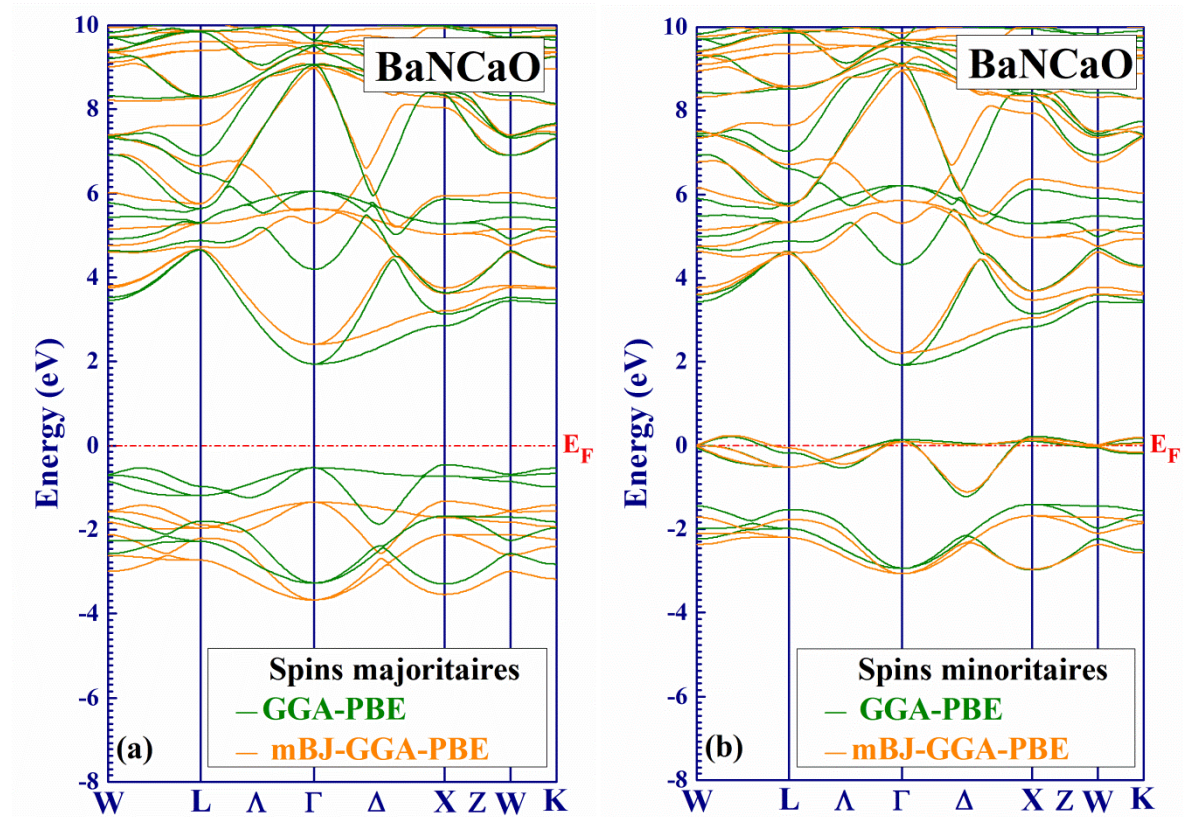 10
8
6
4
2
0
-2
-4
-6
-8
Energy (eV)
BaNCaO
E_F
Spins majoritaires
GGA-PBE
mBJ-GGA-PBE
(a)
W L Λ Γ Δ X Z W K
10
8
6
4
2
0
-2
-4
-6
-8
Energy (eV)
BaNCaO
E_F
Spins minoritaires
GGA-PBE
mBJ-GGA-PBE
(b)
W L Λ Γ Δ X Z W K